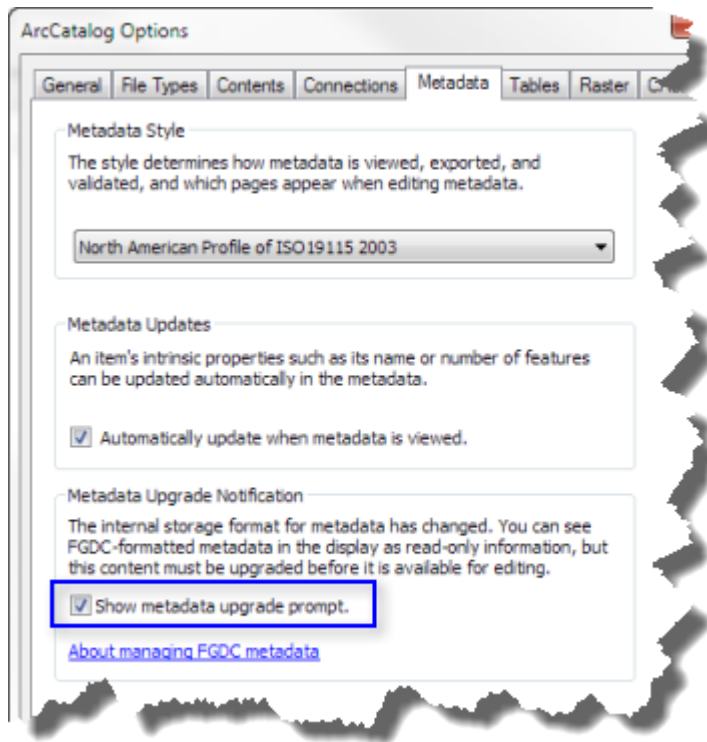 ArcCatalog Options
General File Types Contents Connections Metadata Tables Raster
Metadata Style
The style determines how metadata is viewed, exported, and
validated, and which pages appear when editing metadata.
North American Profile of ISO19115 2003
Metadata Updates
An item's intrinsic properties such as its name or number of features
can be updated automatically in the metadata.
Automatically update when metadata is viewed.
Metadata Upgrade Notification
The internal storage format for metadata has changed. You can see
FGDC-formatted metadata in the display as read-only information, but
this content must be upgraded before it is available for editing.
Show metadata upgrade prompt.
About managing FGDC metadata